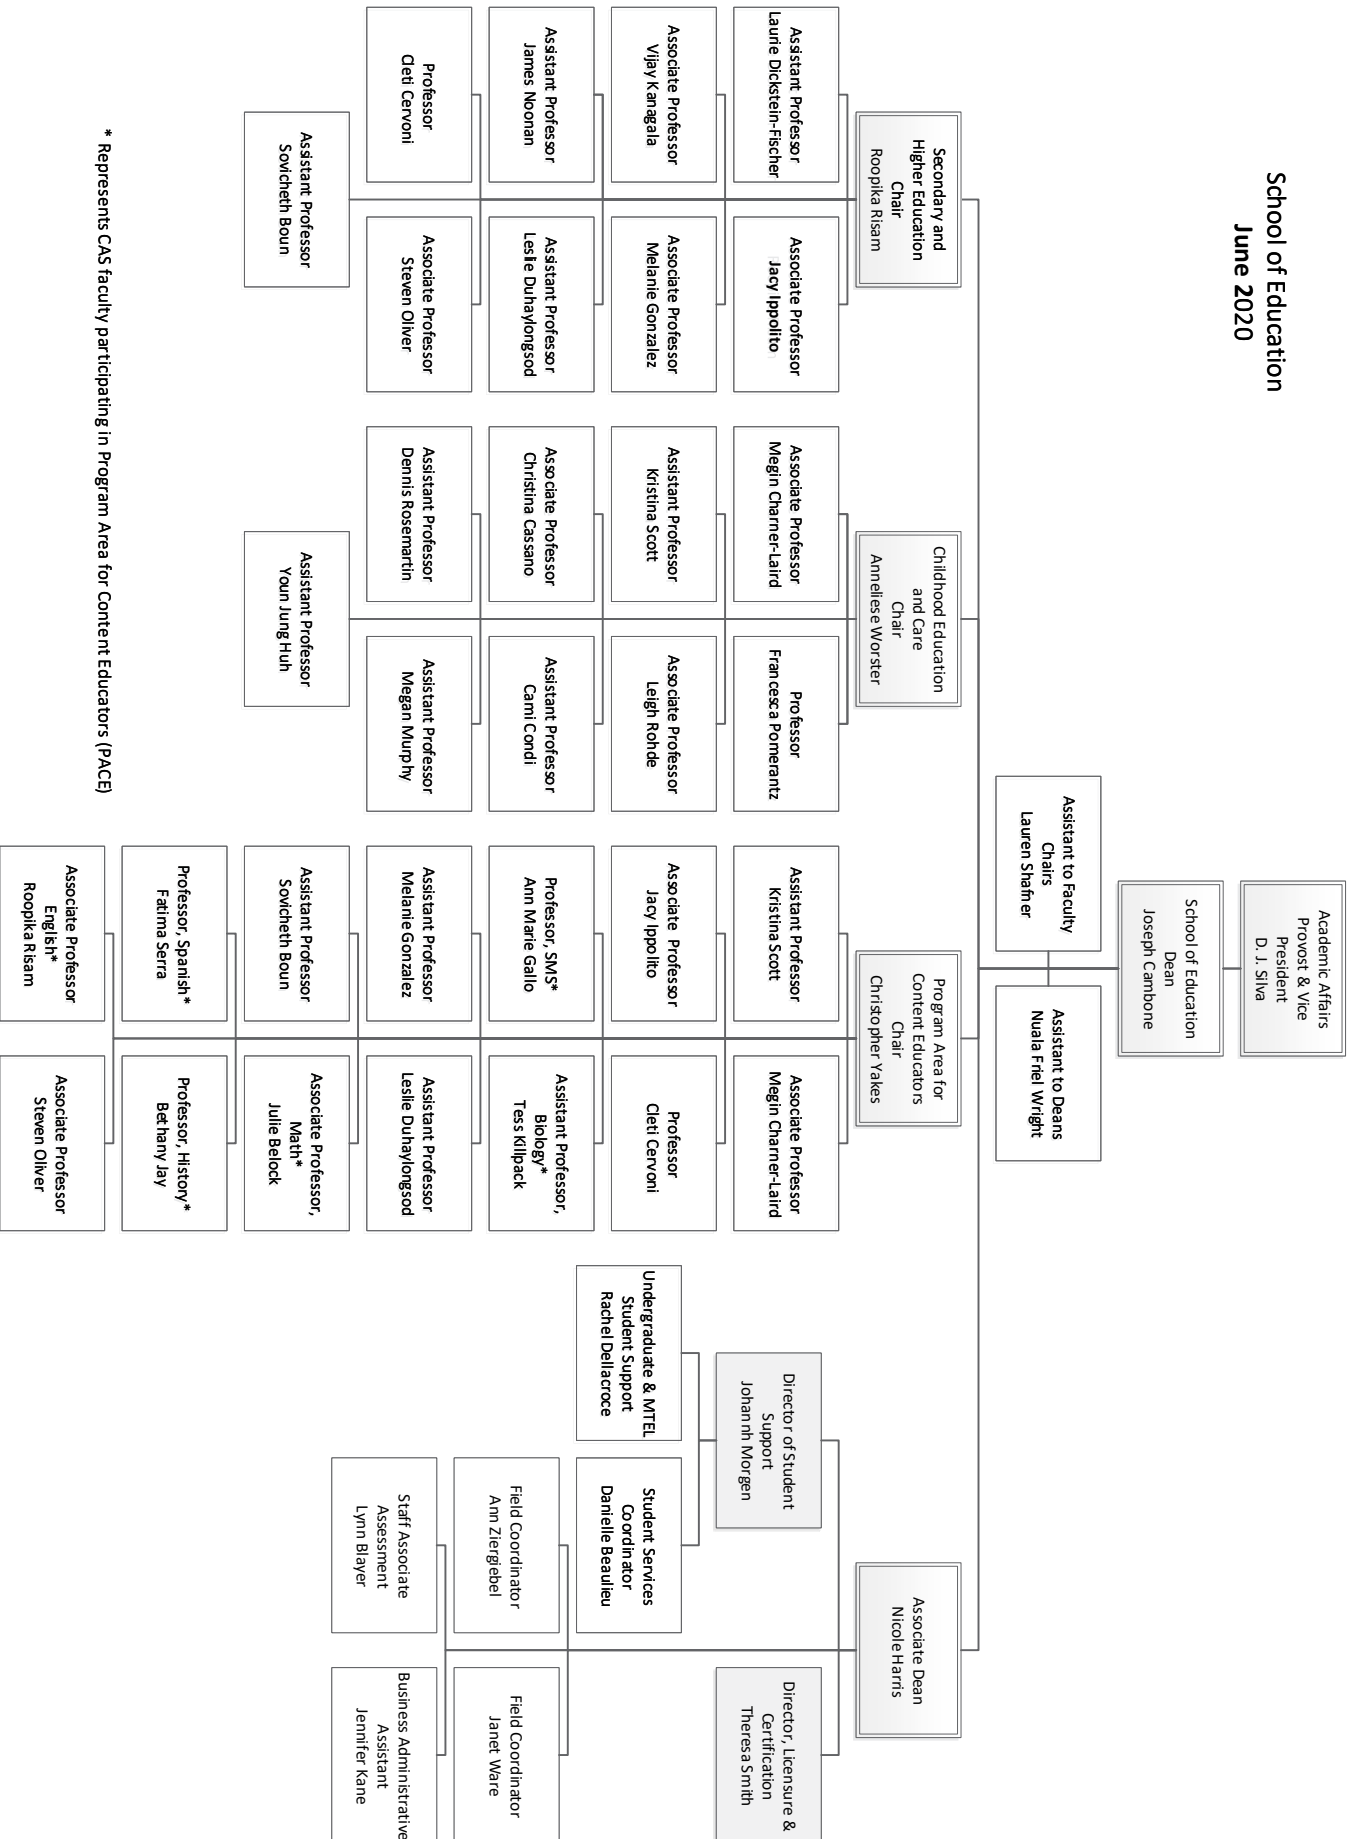 School of Education
June 2020
Academic Affairs
Provost & Vice
President
D. J. Silva
School of Education
Dean
Joseph Cambone
Assistant to Faculty
Chairs
Lauren Shafner
Assistant to Deans
Nuala Friel Wright
Secondary and
Higher Education
Chair
Roopika Risam
Assistant Professor
Laurie Dickstein-Fischer
Associate Professor
Jacy Ippolito
Associate Professor
Vijay Kanagala
Associate Professor
Melanie Gonzalez
Assistant Professor
James Noonan
Assistant Professor
Leslie Duhaylongsod
Professor
Cleti Cervoni
Associate Professor
Steven Oliver
Assistant Professor
Sovicheth Boun
Childhood Education
and Care
Chair
Anneliese Worster
Associate Professor
Megin Charner-Laird
Professor
Francesca Pomerantz
Assistant Professor
Kristina Scott
Associate Professor
Leigh Rohde
Associate Professor
Christina Cassano
Assistant Professor
Cami Condi
Assistant Professor
Dennis Rosemartin
Assistant Professor
Megan Murphy
Assistant Professor
Youn Jung Huh
Program Area for
Content Educators
Chair
Christopher Yakes
Assistant Professor
Kristina Scott
Associate Professor
Megin Charner-Laird
Associate Professor
Jacy Ippolito
Professor
Cleti Cervoni
Professor, SMS*
Ann Marie Gallo
Assistant Professor,
Biology*
Tess Killpack
Assistant Professor
Melanie Gonzalez
Assistant Professor
Leslie Duhaylongsod
Assistant Professor
Sovicheth Boun
Associate Professor,
Math*
Julie Belock
Professor, Spanish*
Fatima Serra
Professor, History*
Bethany Jay
Associate Professor
English*
Roopika Risam
Associate Professor
Steven Oliver
Associate Dean
Nicole Harris
Director of Student
Support
Johannh Morgen
Director, Licensure &
Certification
Theresa Smith
Undergraduate & MTEL
Student Support
Rachel Dellacroce
Student Services
Coordinator
Danielle Beaulieu
Field Coordinator
Ann Ziergiebel
Field Coordinator
Janet Ware
Staff Associate
Assessment
Lynn Blayer
Business Administrative
Assistant
Jennifer Kane
* Represents CAS faculty participating in Program Area for Content Educators (PACE)